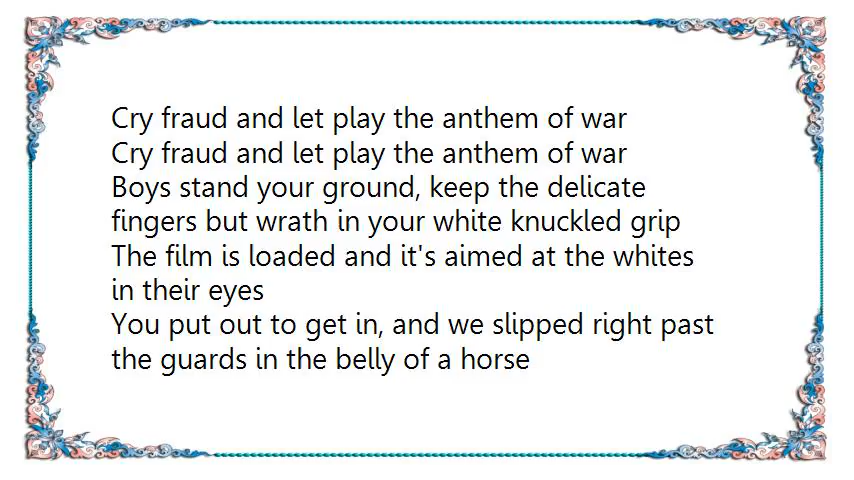 Cry fraud and let play the anthem of war
Cry fraud and let play the anthem of war
Boys stand your ground, keep the delicate
fingers but wrath in your white knuckled grip
The film is loaded and it's aimed at the whites
in their eyes
You put out to get in, and we slipped right past
the guards in the belly of a horse